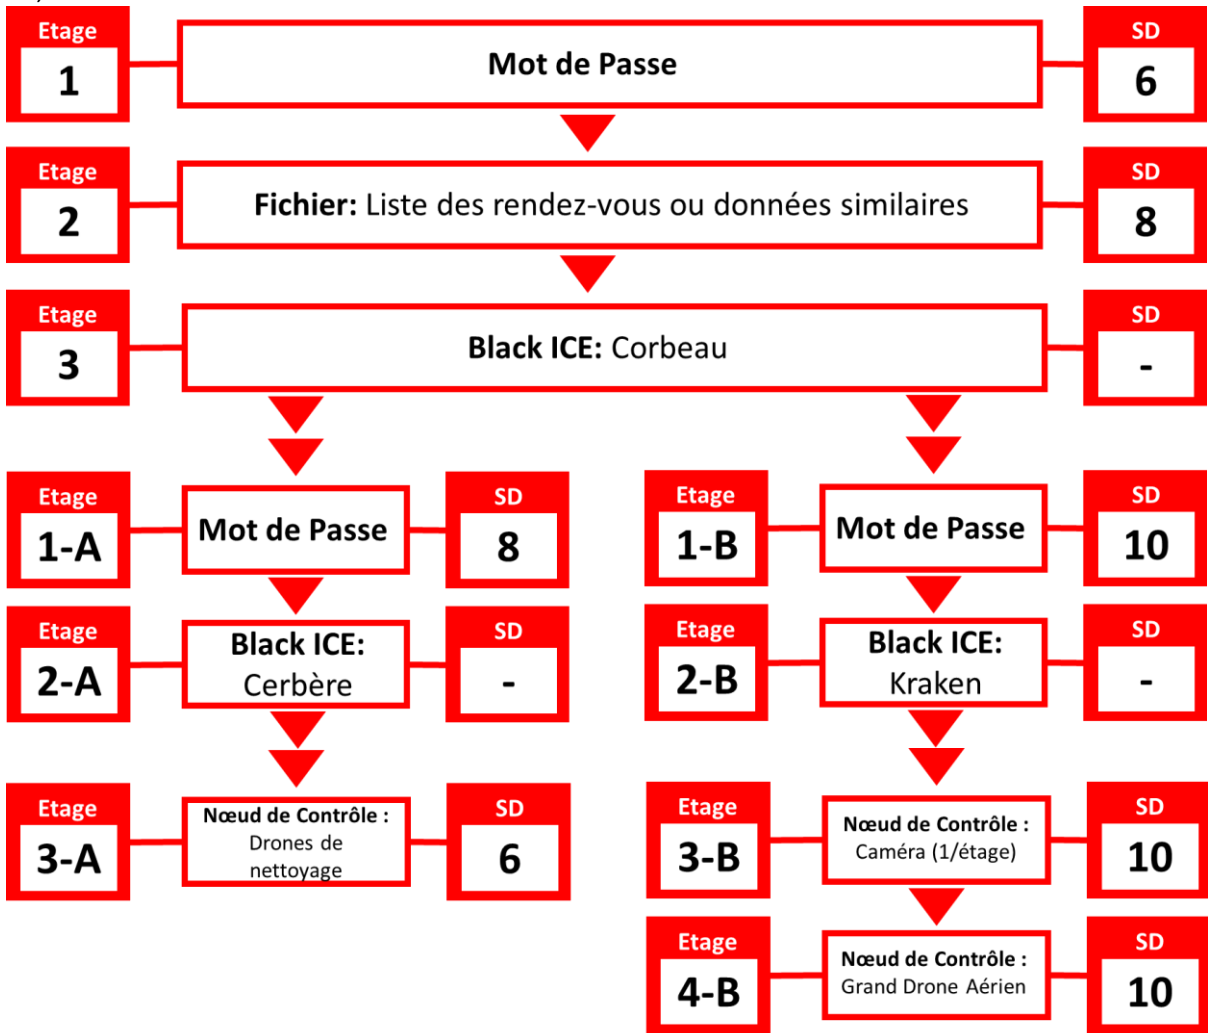 Etage
1
Mot de Passe
SD
6
Etage
2
Fichier: Liste des rendez-vous ou données similaires
SD
8
Etage
3
Black ICE: Corbeau
SD
-
Etage
1-A
Mot de Passe
SD
8
Etage
1-B
Mot de Passe
SD
10
Etage
2-A
Black ICE:
Cerbère
SD
-
Etage
2-B
Black ICE:
Kraken
SD
-
Etage
3-A
Nœud de Contrôle :
Drones de
nettoyage
SD
6
Etage
3-B
Nœud de Contrôle :
Caméra (1/étage)
SD
10
Etage
4-B
Nœud de Contrôle :
Grand Drone Aérien
SD
10